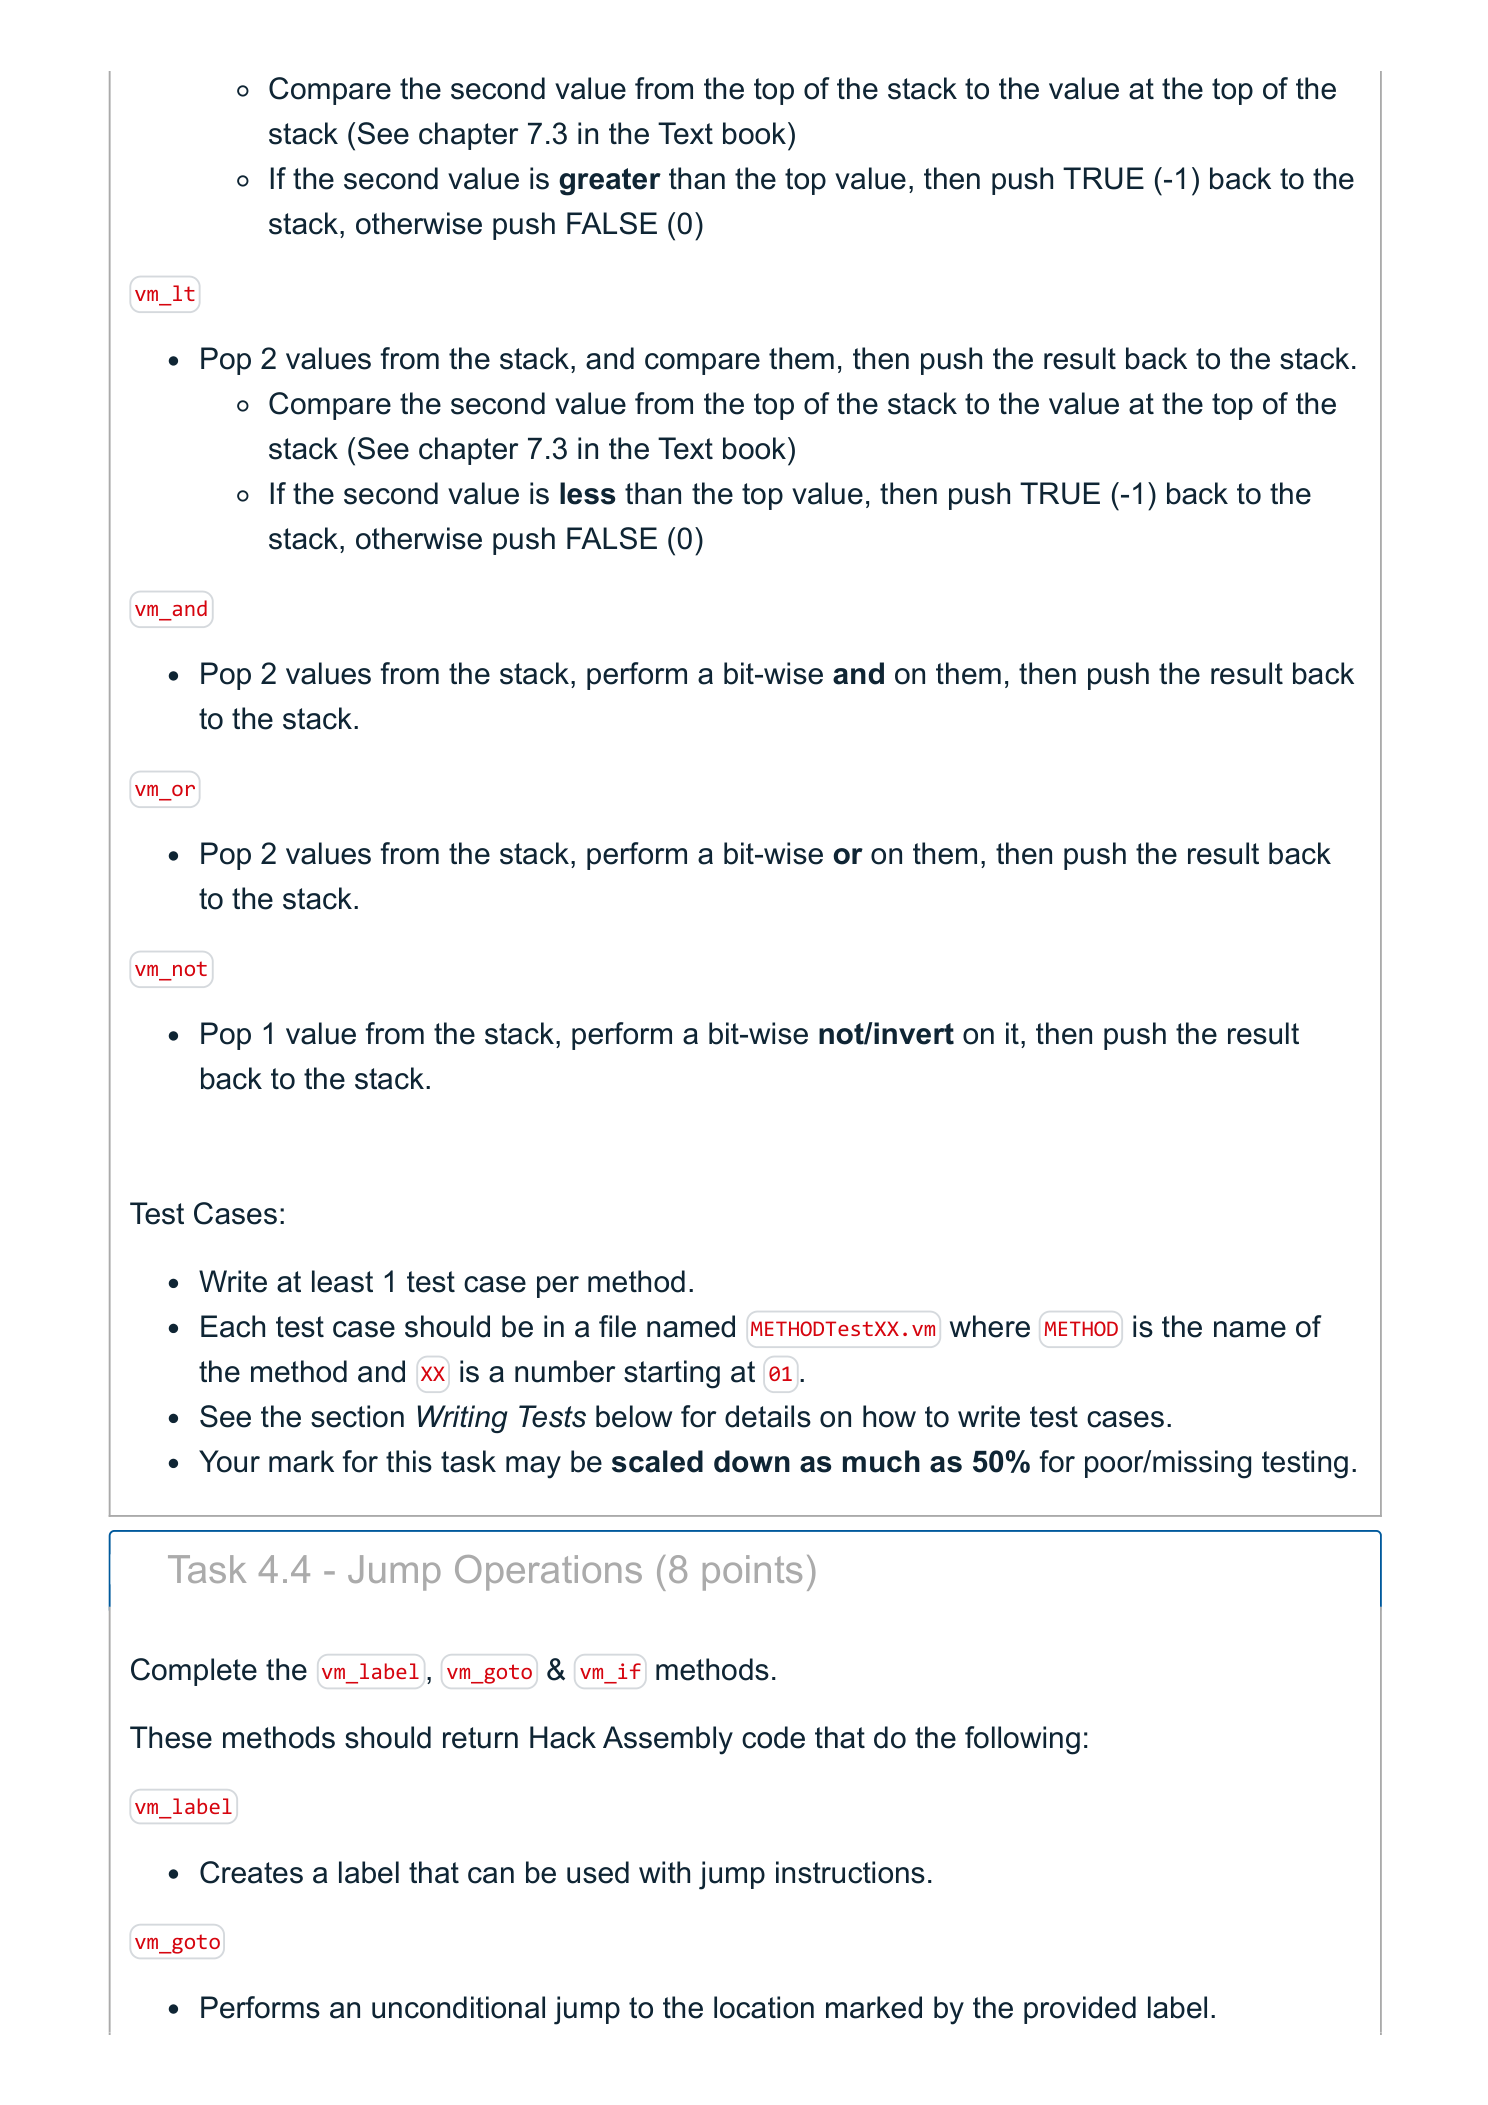 Compare the second value from the top of the stack to the value at the top of the
stack (See chapter 7.3 in the Text book)
If the second value is greater than the top value, then push TRUE (-1) back to the
stack, otherwise push FALSE (0)
vm_lt
Pop 2 values from the stack, and compare them, then push the result back to the stack.
Compare the second value from the top of the stack to the value at the top of the
stack (See chapter 7.3 in the Text book)
If the second value is less than the top value, then push TRUE (-1) back to the
stack, otherwise push FALSE (0)
vm_and
Pop 2 values from the stack, perform a bit-wise and on them, then push the result back
to the stack.
vm_or
Pop 2 values from the stack, perform a bit-wise or on them, then push the result back
to the stack.
vm_not
Pop 1 value from the stack, perform a bit-wise not/invert on it, then push the result
back to the stack.
Test Cases:
Write at least 1 test case per method.
Each test case should be in a file named METHODTestXX.vm where METHOD is the name of
the method and XX is a number starting at 01.
See the section Writing Tests below for details on how to write test cases.
Your mark for this task may be scaled down as much as 50% for poor/missing testing.
Task 4.4 - Jump Operations (8 points)
Complete the vm_label, vm_goto & vm_if methods.
These methods should return Hack Assembly code that do the following:
vm_label
Creates a label that can be used with jump instructions.
vm_goto
Performs an unconditional jump to the location marked by the provided label.